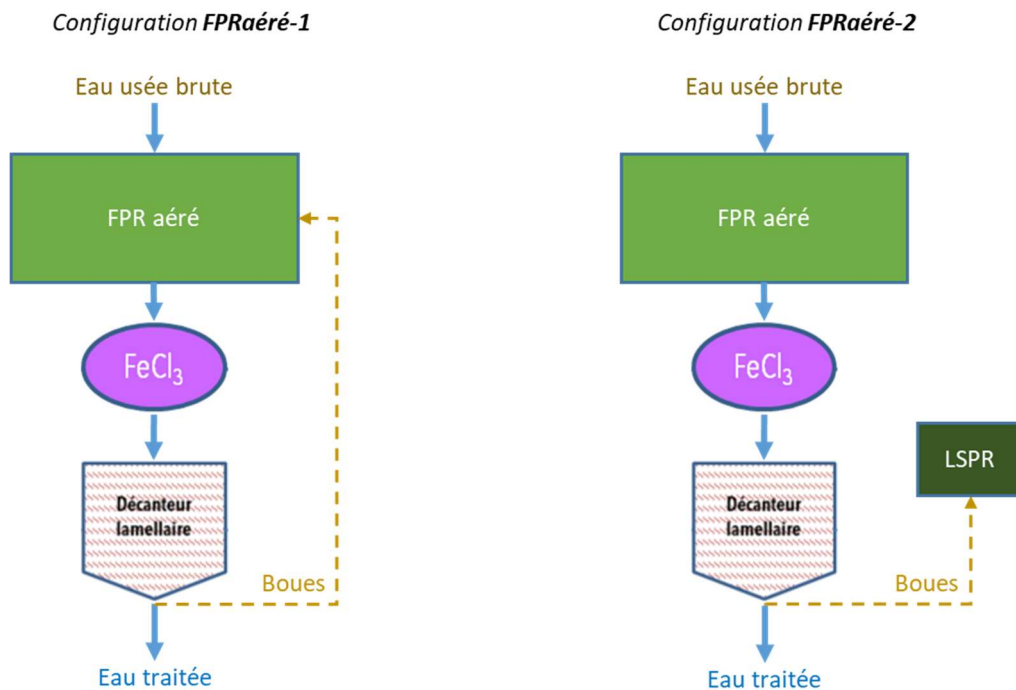 Configuration FPRaéré-1
Eau usée brute
FPR aéré
FeCl₃
Décanteur
lamellaire
Boues
Eau traitée
Configuration FPRaéré-2
Eau usée brute
FPR aéré
FeCl₃
Décanteur
lamellaire
LSPR
Boues
Eau traitée